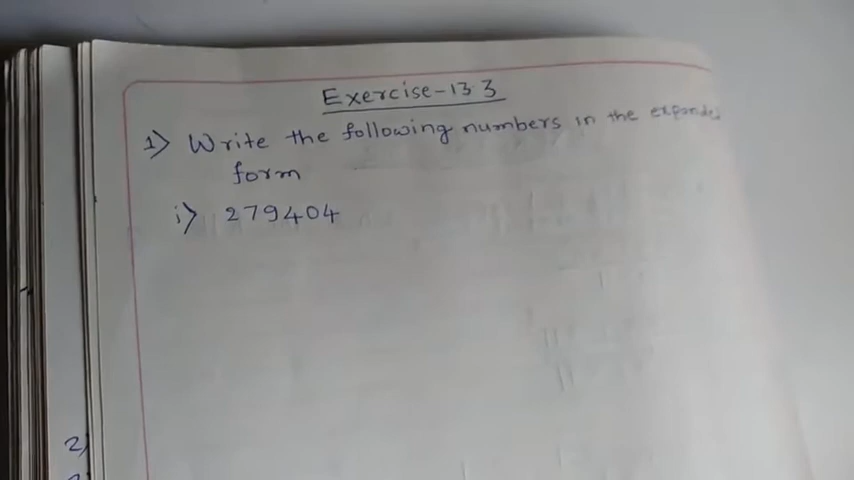 Exercise-13.3
1) Write the following numbers in the expanded
form
i) 279404
2)